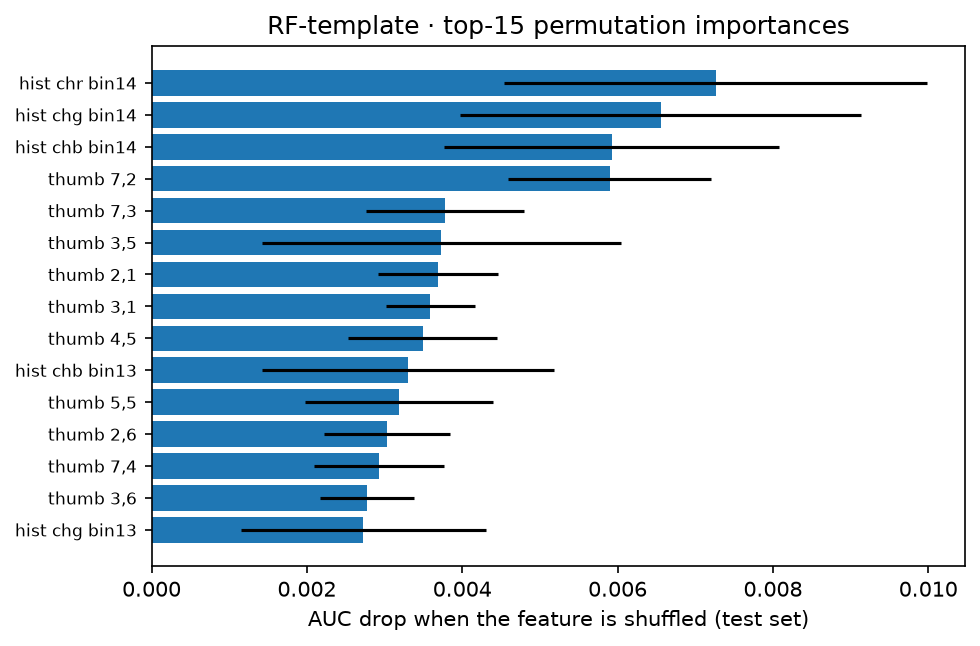 RF-template · top-15 permutation importances
hist chr bin14
hist chg bin14
hist chb bin14
thumb 7,2
thumb 7,3
thumb 3,5
thumb 2,1
thumb 3,1
thumb 4,5
hist chb bin13
thumb 5,5
thumb 2,6
thumb 7,4
thumb 3,6
hist chg bin13
0.000 0.002 0.004 0.006 0.008 0.010
AUC drop when the feature is shuffled (test set)